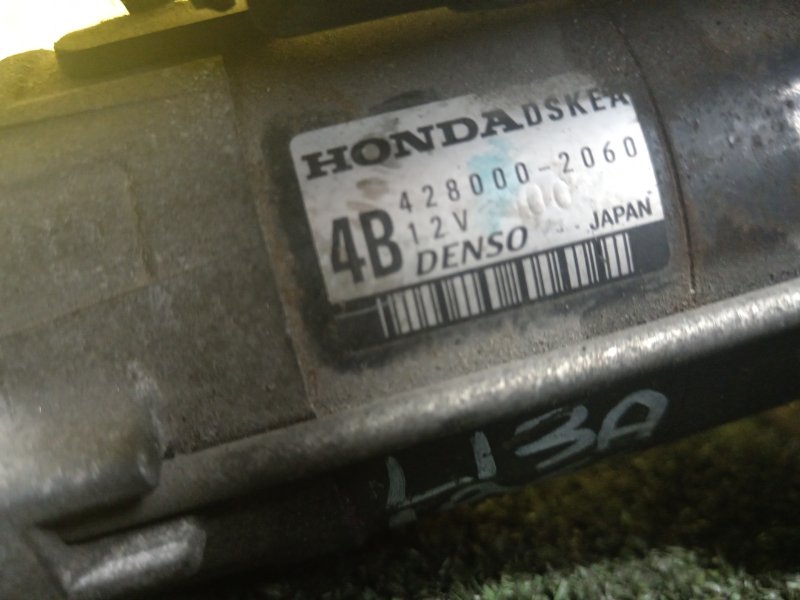 HONDA DSKEA
428000-2060
4B 12V
DENSO JAPAN
L13A